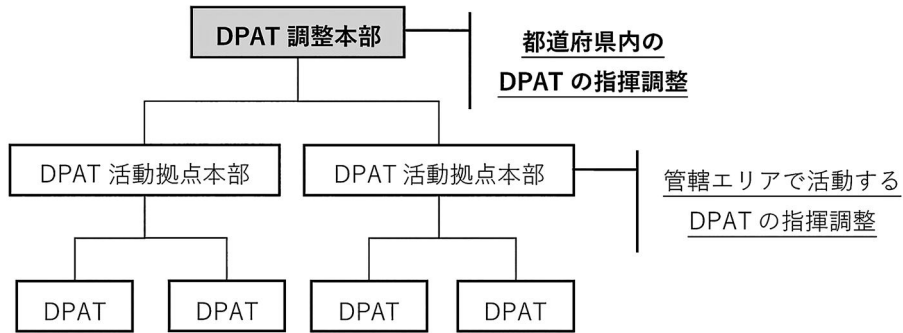 DPAT 調整本部
都道府県内の
DPAT の指揮調整
DPAT 活動拠点本部
DPAT 活動拠点本部
管轄エリアで活動する
DPAT の指揮調整
DPAT
DPAT
DPAT
DPAT